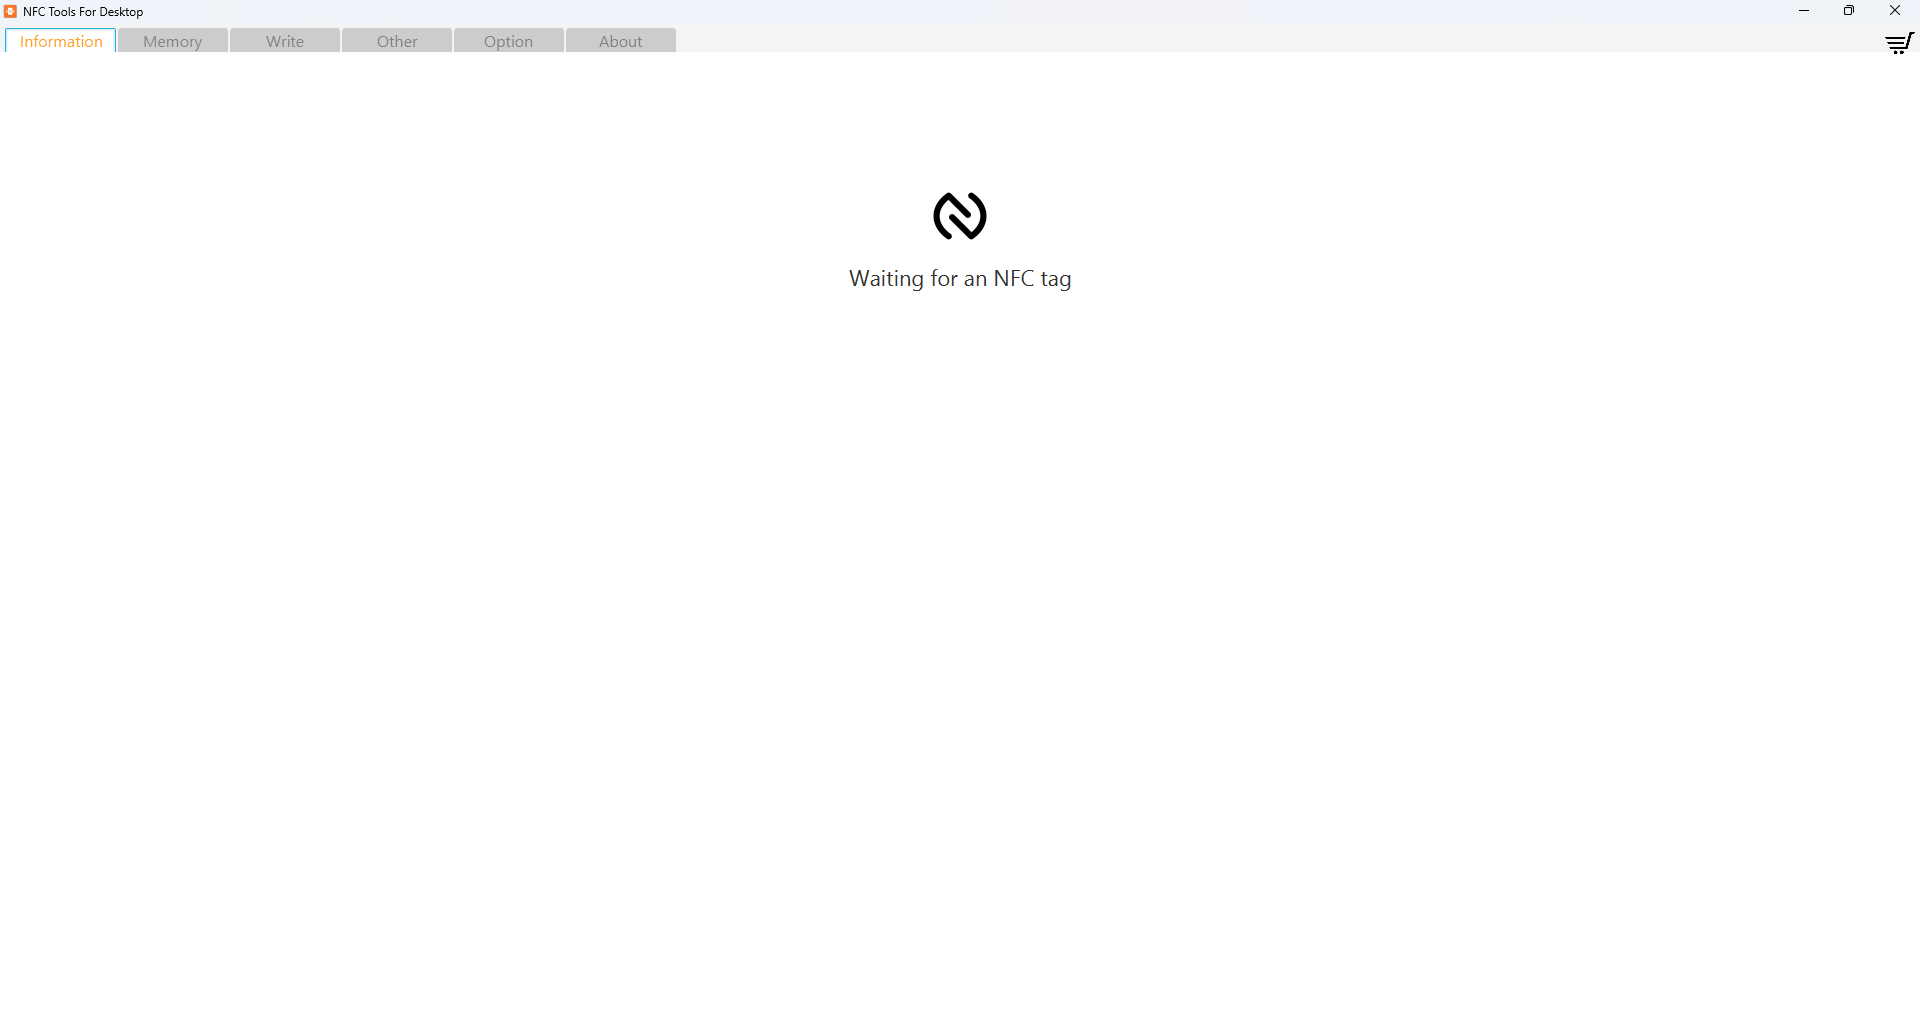 NFC Tools For Desktop
Information Memory Write Other Option About
Waiting for an NFC tag